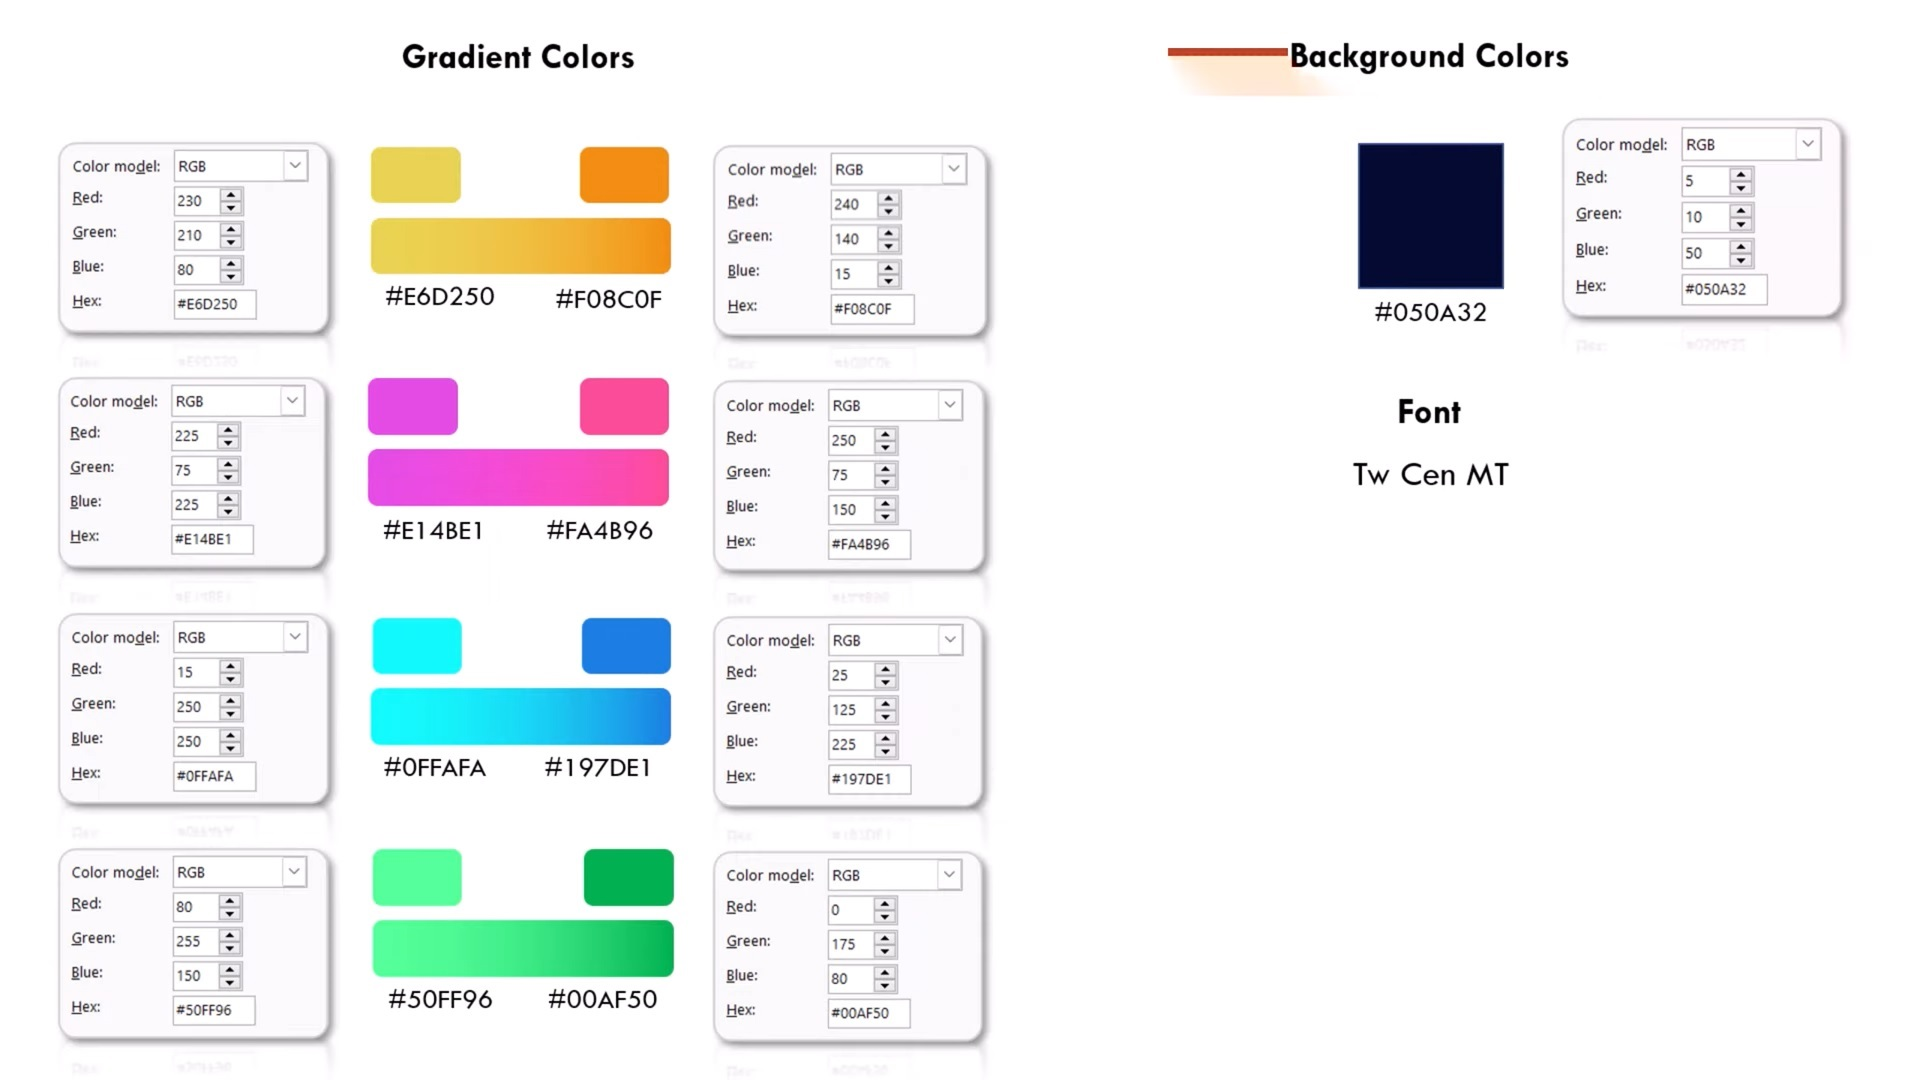 Gradient Colors
Color model: RGB
Red: 230
Green: 210
Blue: 80
Hex: #E6D250
#E6D250 #F08C0F
Color model: RGB
Red: 240
Green: 140
Blue: 15
Hex: #F08C0F
Color model: RGB
Red: 225
Green: 75
Blue: 225
Hex: #E14BE1
#E14BE1 #FA4B96
Color model: RGB
Red: 250
Green: 75
Blue: 150
Hex: #FA4B96
Color model: RGB
Red: 15
Green: 250
Blue: 250
Hex: #0FFAFA
#0FFAFA #197DE1
Color model: RGB
Red: 25
Green: 125
Blue: 225
Hex: #197DE1
Color model: RGB
Red: 80
Green: 255
Blue: 150
Hex: #50FF96
#50FF96 #00AF50
Color model: RGB
Red: 0
Green: 175
Blue: 80
Hex: #00AF50
Background Colors
#050A32
Color model: RGB
Red: 5
Green: 10
Blue: 50
Hex: #050A32
Font
Tw Cen MT